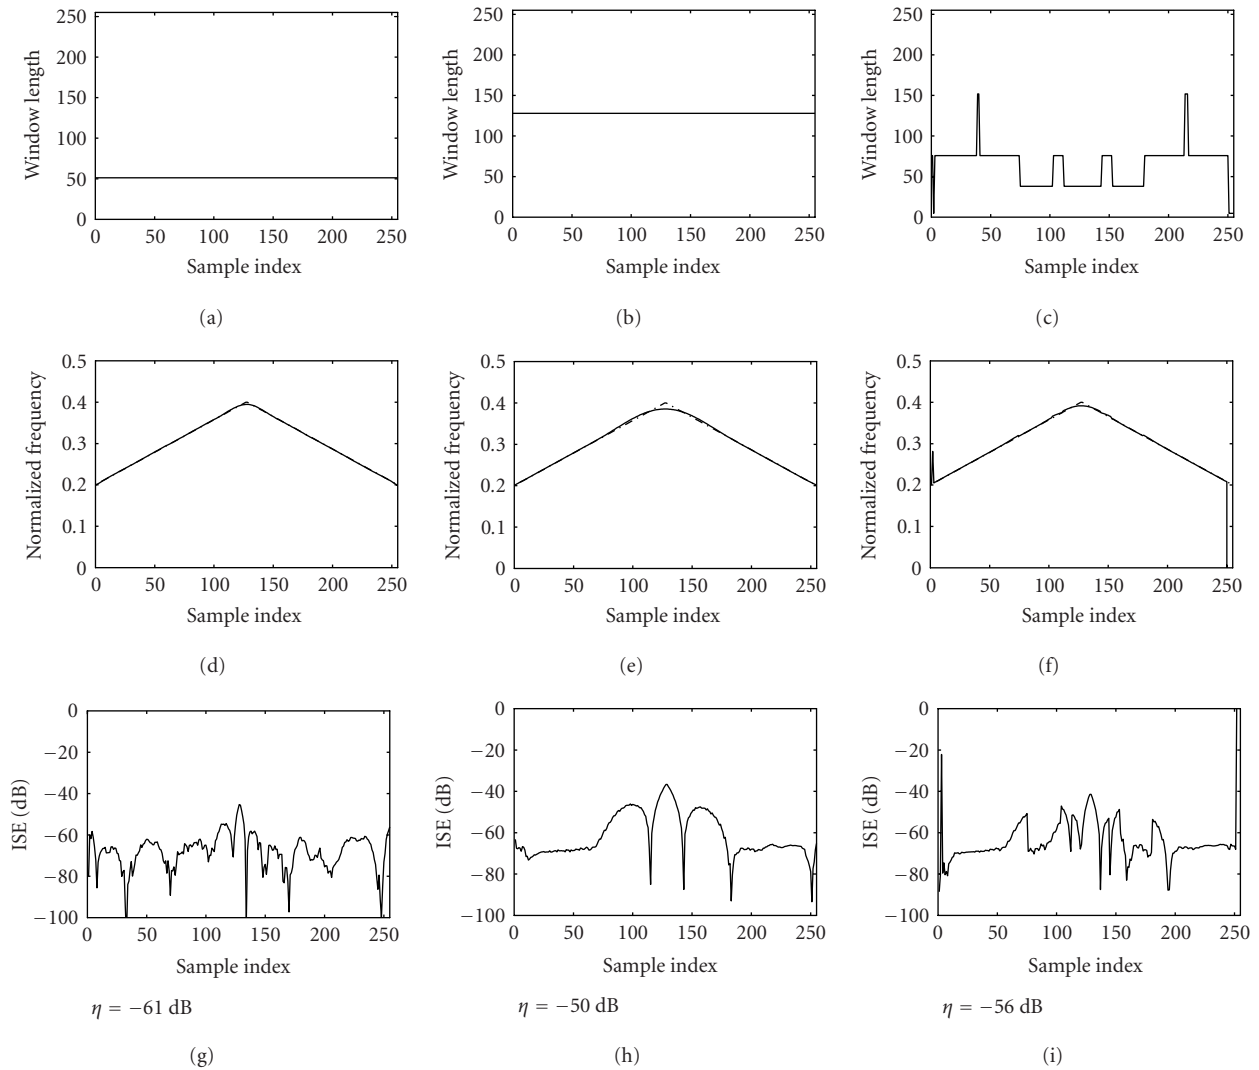 250
200
150
100
50
0
Window length
0 50 100 150 200 250
Sample index
(a)
250
200
150
100
50
0
Window length
0 50 100 150 200 250
Sample index
(b)
250
200
150
100
50
0
Window length
0 50 100 150 200 250
Sample index
(c)
0.5
0.4
0.3
0.2
0.1
0
Normalized frequency
0 50 100 150 200 250
Sample index
(d)
0.5
0.4
0.3
0.2
0.1
0
Normalized frequency
0 50 100 150 200 250
Sample index
(e)
0.5
0.4
0.3
0.2
0.1
0
Normalized frequency
0 50 100 150 200 250
Sample index
(f)
0
−20
−40
−60
−80
−100
ISE (dB)
0 50 100 150 200 250
Sample index
η = −61 dB
(g)
0
−20
−40
−60
−80
−100
ISE (dB)
0 50 100 150 200 250
Sample index
η = −50 dB
(h)
0
−20
−40
−60
−80
−100
ISE (dB)
0 50 100 150 200 250
Sample index
η = −56 dB
(i)